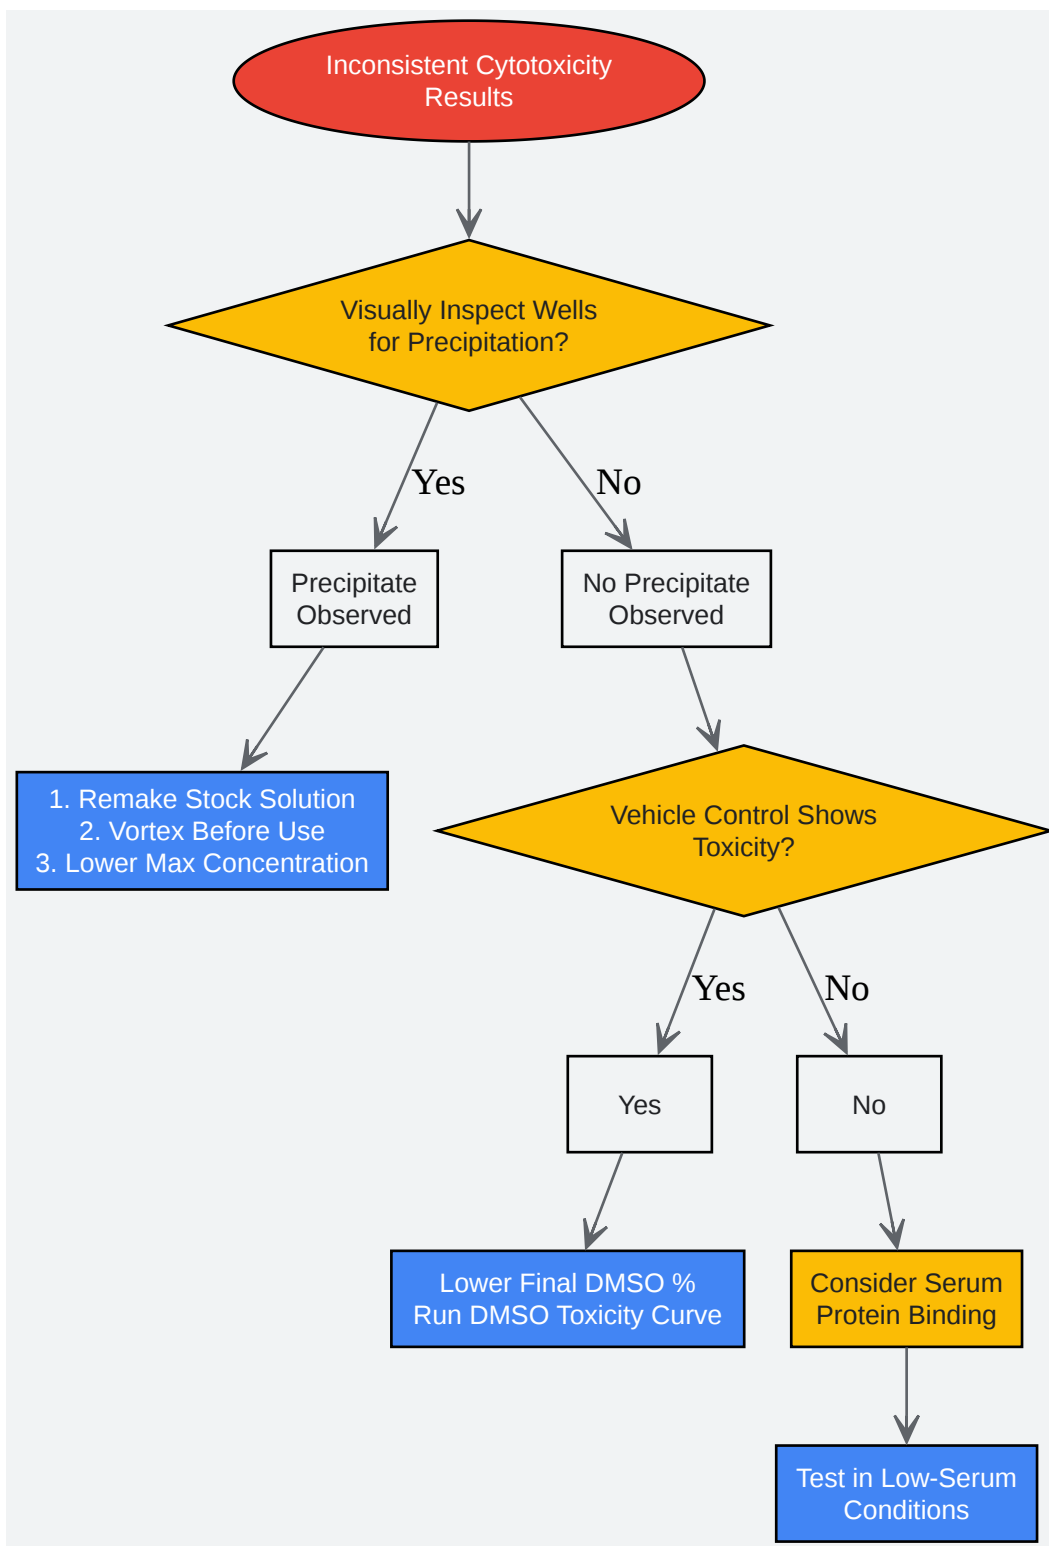 Inconsistent Cytotoxicity
Results
Visually Inspect Wells
for Precipitation?
Yes
No
Precipitate
Observed
No Precipitate
Observed
1. Remake Stock Solution
2. Vortex Before Use
3. Lower Max Concentration
Vehicle Control Shows
Toxicity?
Yes
No
Yes
No
Lower Final DMSO %
Run DMSO Toxicity Curve
Consider Serum
Protein Binding
Test in Low-Serum
Conditions